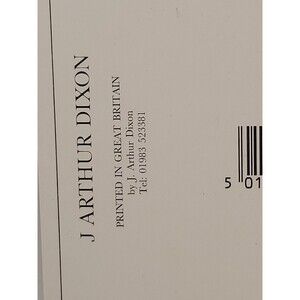 J ARTHUR DIXON
PRINTED IN GREAT BRITAIN
by J. Arthur Dixon
Tel: 01983 523381
5 01